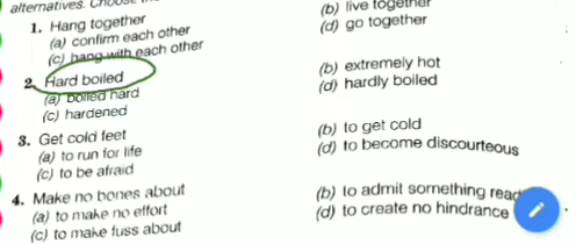 alternatives. Choose
1. Hang together
(a) confirm each other
(b) live together
(c) hang with each other
(d) go together
2. Hard boiled
(a) boiled hard
(b) extremely hot
(c) hardened
(d) hardly boiled
3. Get cold feet
(a) to run for life
(b) to get cold
(c) to be afraid
(d) to become discourteous
4. Make no bones about
(a) to make no effort
(b) to admit something
(c) to make fuss about
(d) to create no hindrance